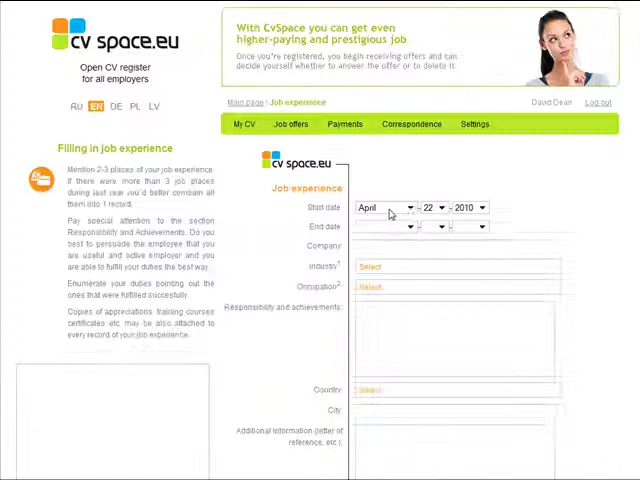 cv space.eu
Open CV register
for all employers
RU EN DE PL LV
With CvSpace you can get even
higher-paying and prestigious job
Once you're registered, you begin receiving offers and can
decide yourself whether to answer the offer or to delete it
Main page \ Job experience
David Dean
Log out
My CV
Job offers
Payments
Correspondence
Settings
Filling in job experience
Mention 2-3 places of your job experience.
If there were more than 3 job places
during last year you'd better combine all
them into 1 record.
Pay special attention to the section
Responsibility and Achievements. Do you
best to persuade the employee that you
are useful and active employer and you
are able to fulfill your duties the best way.
Enumerate your duties pointing out the
ones that were fulfilled succesfully.
Copies of appreciations, training courses
certificates etc. may be also attached to
every record of your job experience.
cv space.eu
Job experience
Start date
April - 22 - 2010
End date
Company:
Industry1
Select
Occupation2:
Select
Responsibility and achievements:
Country:
Select
City:
Additional information (letter of
reference, etc.):